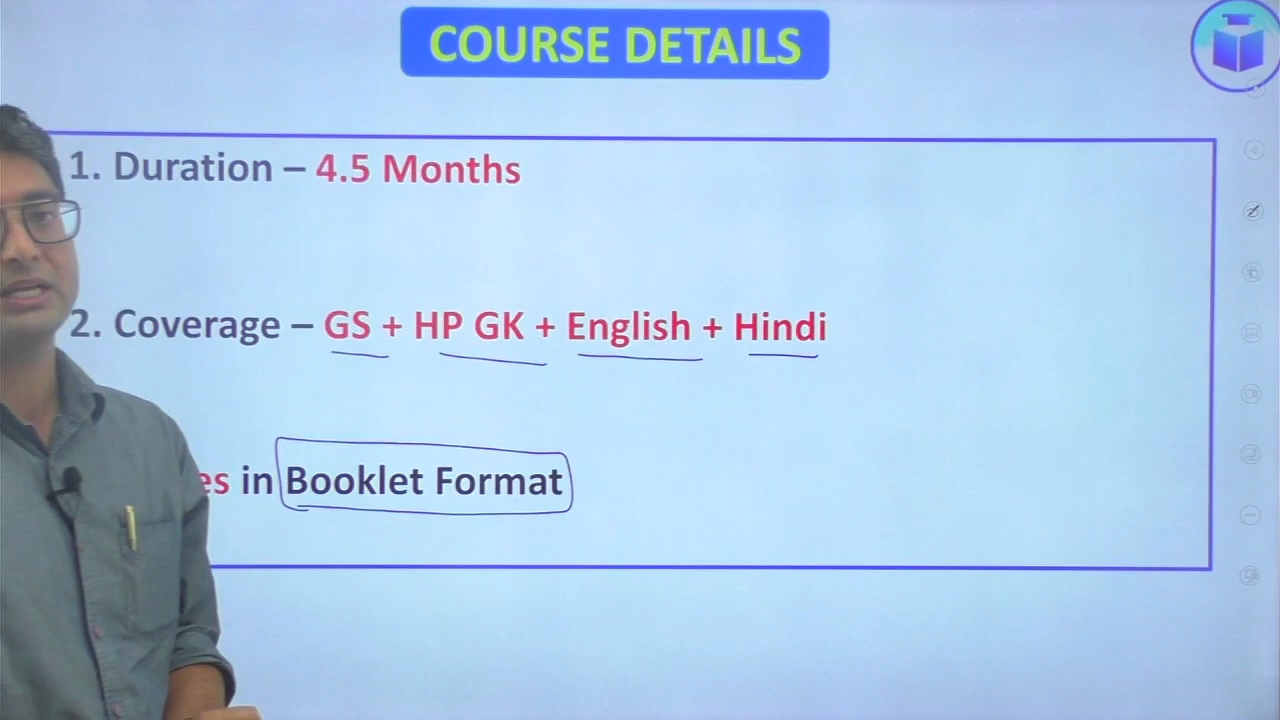 COURSE DETAILS
1. Duration – 4.5 Months
2. Coverage – GS + HP GK + English + Hindi
es in Booklet Format